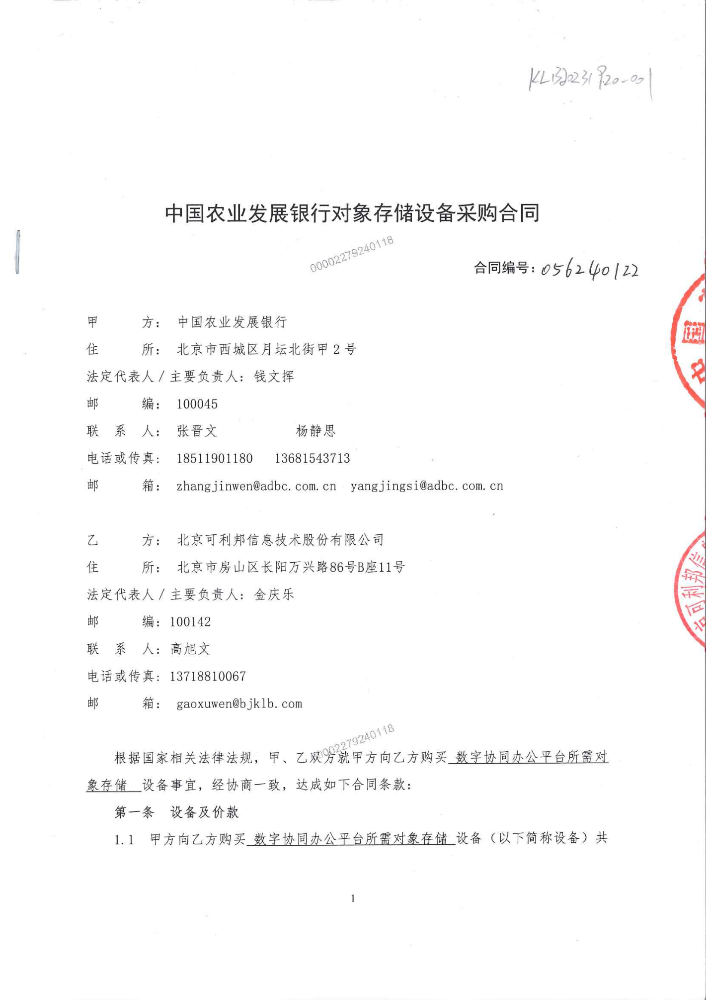 KLB20231920-001
中国农业发展银行对象存储设备采购合同
00002279240118
合同编号：056240122
甲　　　方： 中国农业发展银行
住　　　所： 北京市西城区月坛北街甲 2 号
法定代表人/主要负责人：钱文挥
邮　　　编： 100045
联　系　人： 张晋文　　　　　杨静思
电话或传真： 18511901180　13681543713
邮　　　箱： zhangjinwen@adbc.com.cn yangjingsi@adbc.com.cn
乙　　　方： 北京可利邦信息技术股份有限公司
住　　　所： 北京市房山区长阳万兴路86号B座11号
法定代表人/主要负责人：金庆乐
邮　　　编：100142
联　系　人：高旭文
电话或传真：13718810067
邮　　　箱： gaoxuwen@bjklb.com
00002279240118
根据国家相关法律法规，甲、乙双方就甲方向乙方购买 数字协同办公平台所需对
象存储　设备事宜，经协商一致，达成如下合同条款：
第一条　设备及价款
1.1　甲方向乙方购买 数字协同办公平台所需对象存储 设备（以下简称设备）共
1
国
可利邦信